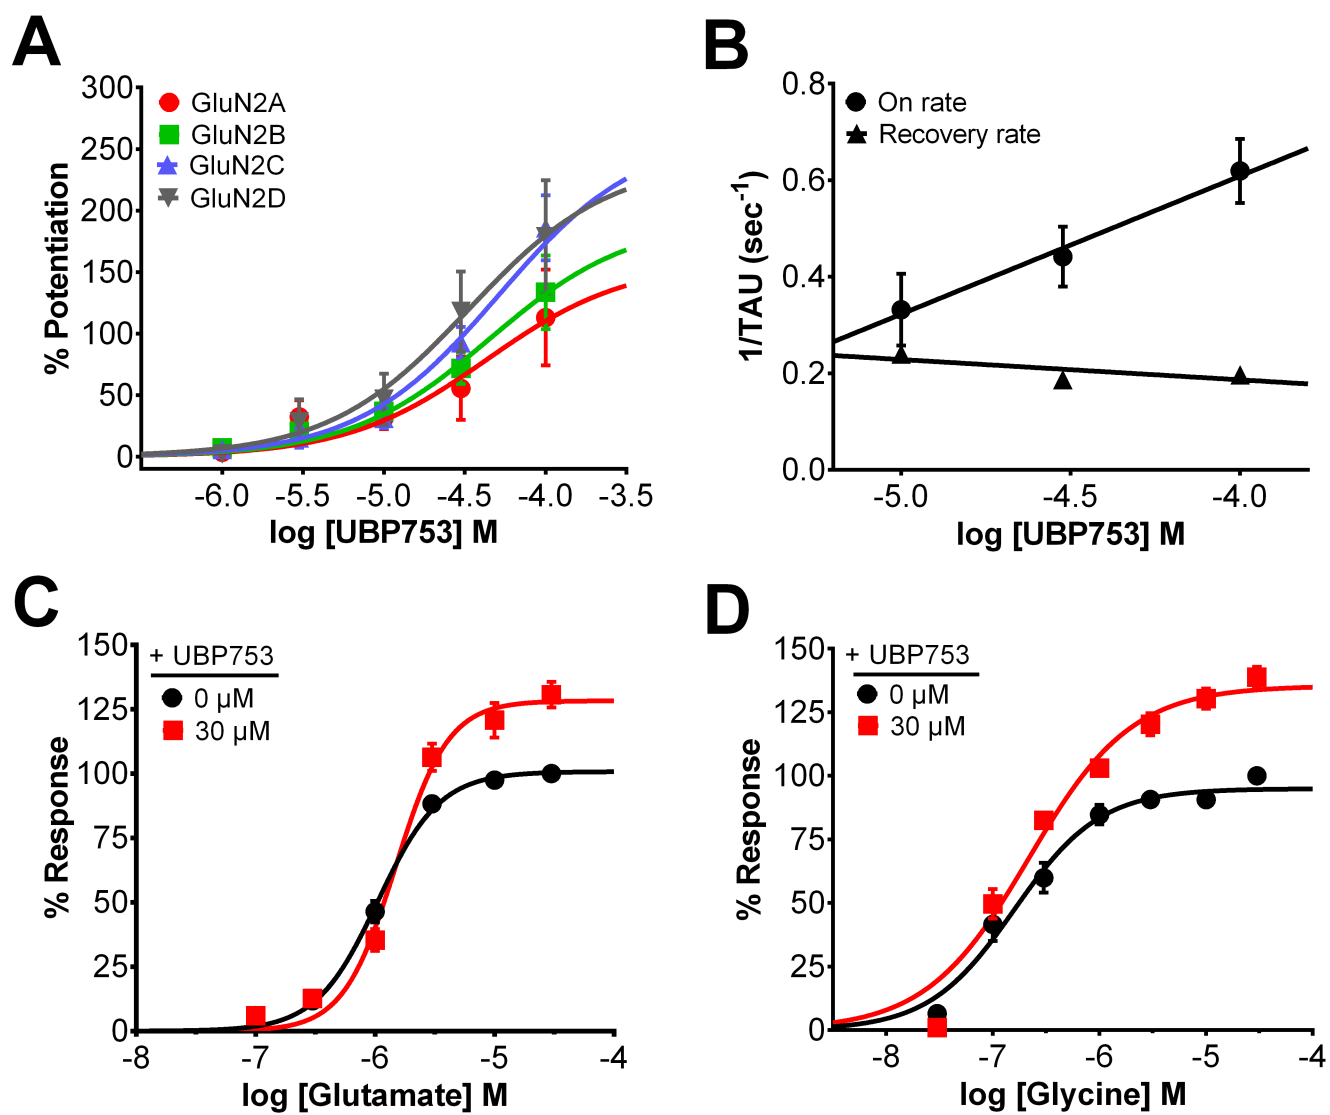 A
300
250
200
150
100
50
0
% Potentiation
GluN2A
GluN2B
GluN2C
GluN2D
-6.0 -5.5 -5.0 -4.5 -4.0 -3.5
log [UBP753] M
B
0.8
0.6
0.4
0.2
0.0
1/TAU (sec-1)
On rate
Recovery rate
-5.0 -4.5 -4.0
log [UBP753] M
C
150
125
100
75
50
25
0
% Response
+ UBP753
0 µM
30 µM
-8 -7 -6 -5 -4
log [Glutamate] M
D
150
125
100
75
50
25
0
% Response
+ UBP753
0 µM
30 µM
-8 -7 -6 -5 -4
log [Glycine] M